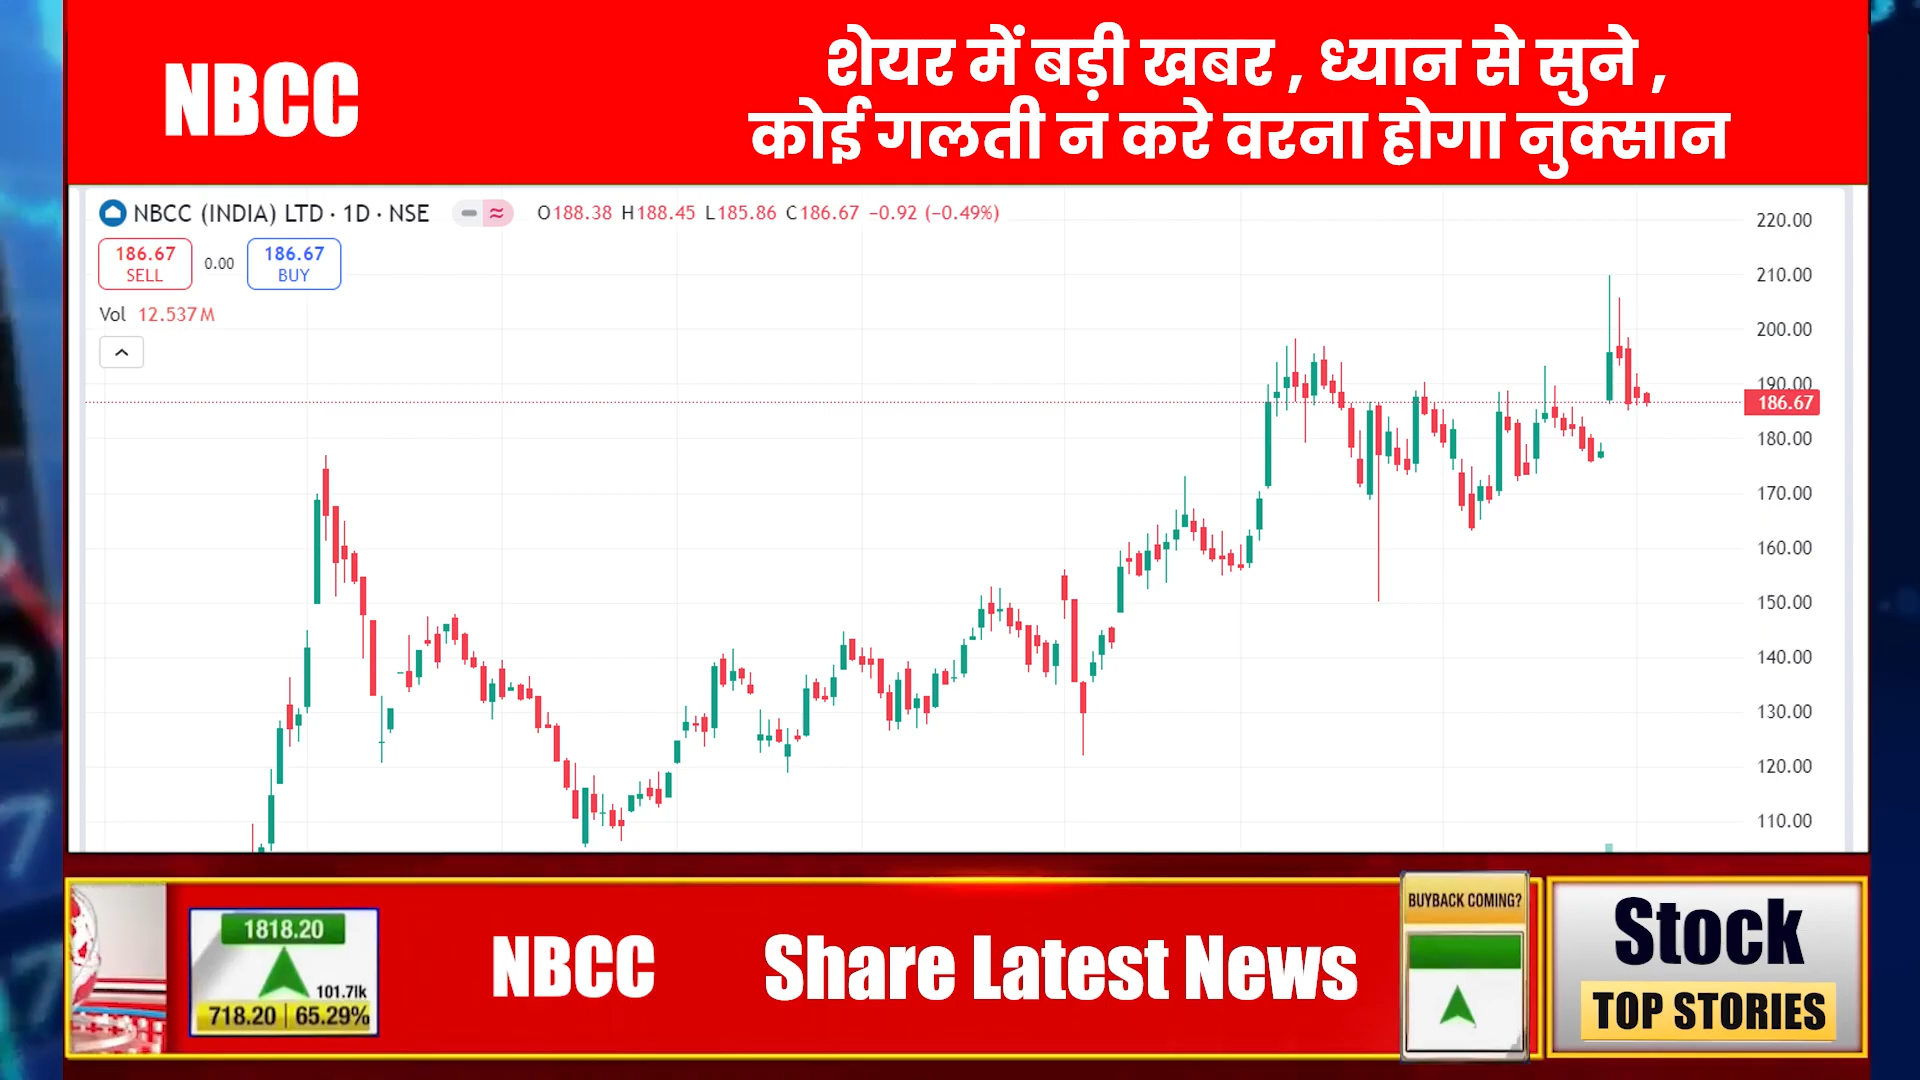 NBCC
शेयर में बड़ी खबर , ध्यान से सुने ,
कोई गलती न करे वरना होगा नुक्सान
NBCC (INDIA) LTD · 1D · NSE
O188.38 H188.45 L185.86 C186.67 −0.92 (−0.49%)
186.67
SELL
0.00
186.67
BUY
Vol 12.537 M
220.00
210.00
200.00
190.00
186.67
180.00
170.00
160.00
150.00
140.00
130.00
120.00
110.00
1818.20
101.71k
718.20 | 65.29%
NBCC Share Latest News
BUYBACK COMING?
Stock
TOP STORIES